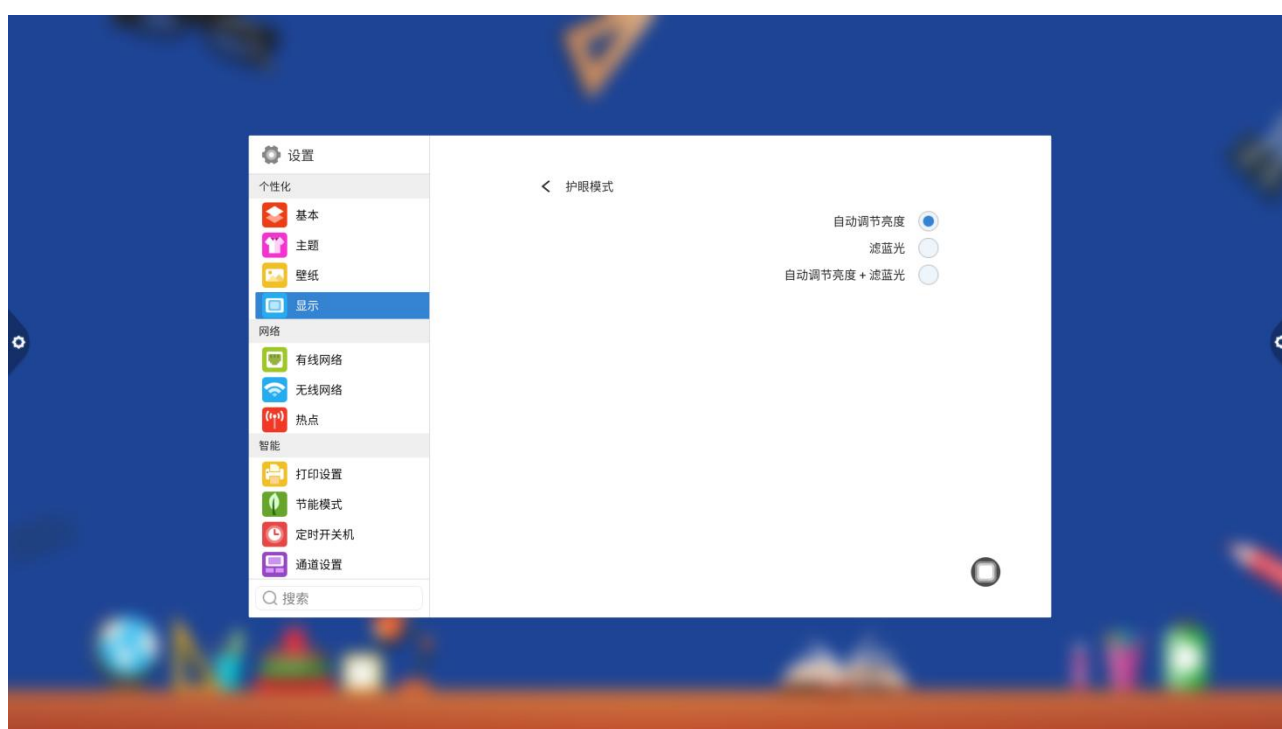 设置
个性化
基本
主题
壁纸
显示
网络
有线网络
无线网络
热点
智能
打印设置
节能模式
定时开关机
通道设置
搜索
护眼模式
自动调节亮度
滤蓝光
自动调节亮度 + 滤蓝光